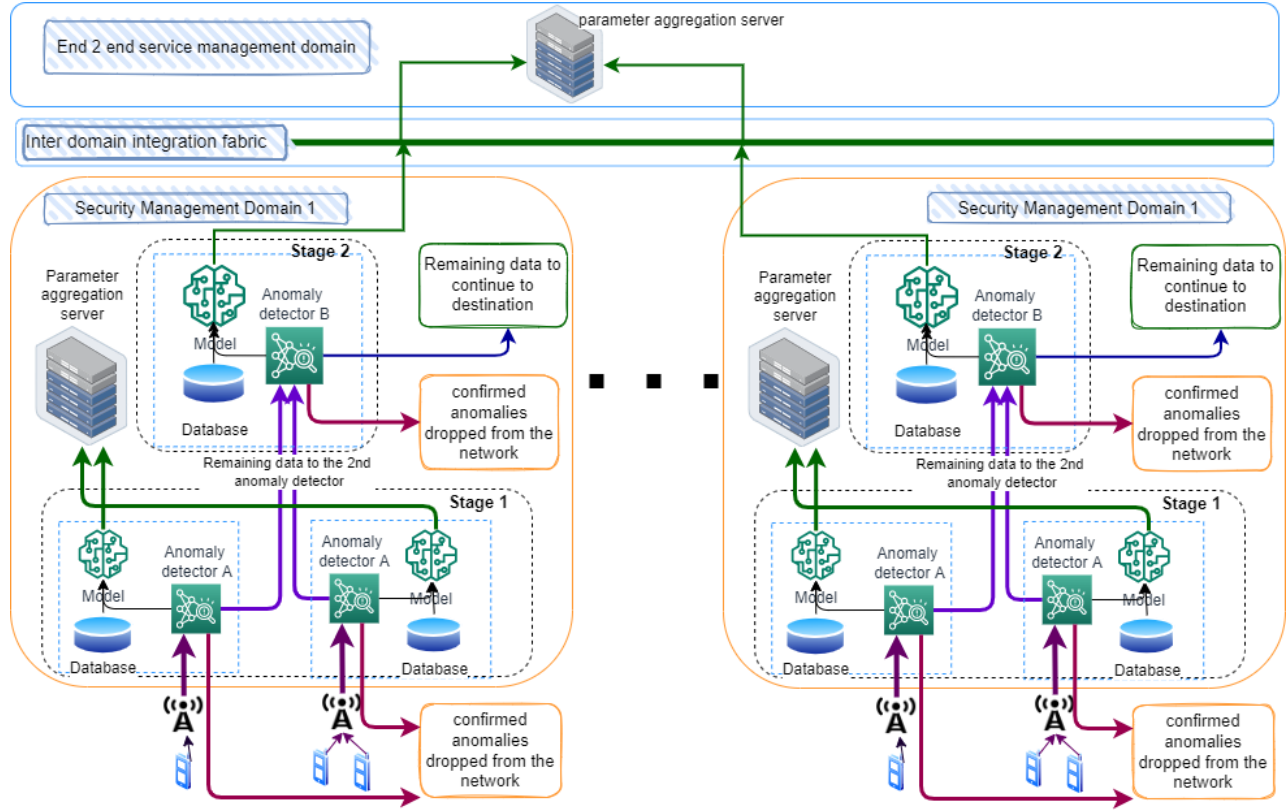 parameter aggregation server
End 2 end service management domain
Inter domain integration fabric
Security Management Domain 1
Stage 2
Parameter
aggregation
server
Anomaly
detector B
Model
Database
Remaining data to
continue to
destination
confirmed
anomalies
dropped from the
network
Remaining data to the 2nd
anomaly detector
Stage 1
Anomaly
detector A
Model
Database
Anomaly
detector A
Model
Database
confirmed
anomalies
dropped from the
network
Security Management Domain 1
Stage 2
Parameter
aggregation
server
Anomaly
detector B
Model
Database
Remaining data to
continue to
destination
confirmed
anomalies
dropped from the
network
Remaining data to the 2nd
anomaly detector
Stage 1
Anomaly
detector A
Model
Database
Anomaly
detector A
Model
Database
confirmed
anomalies
dropped from the
network